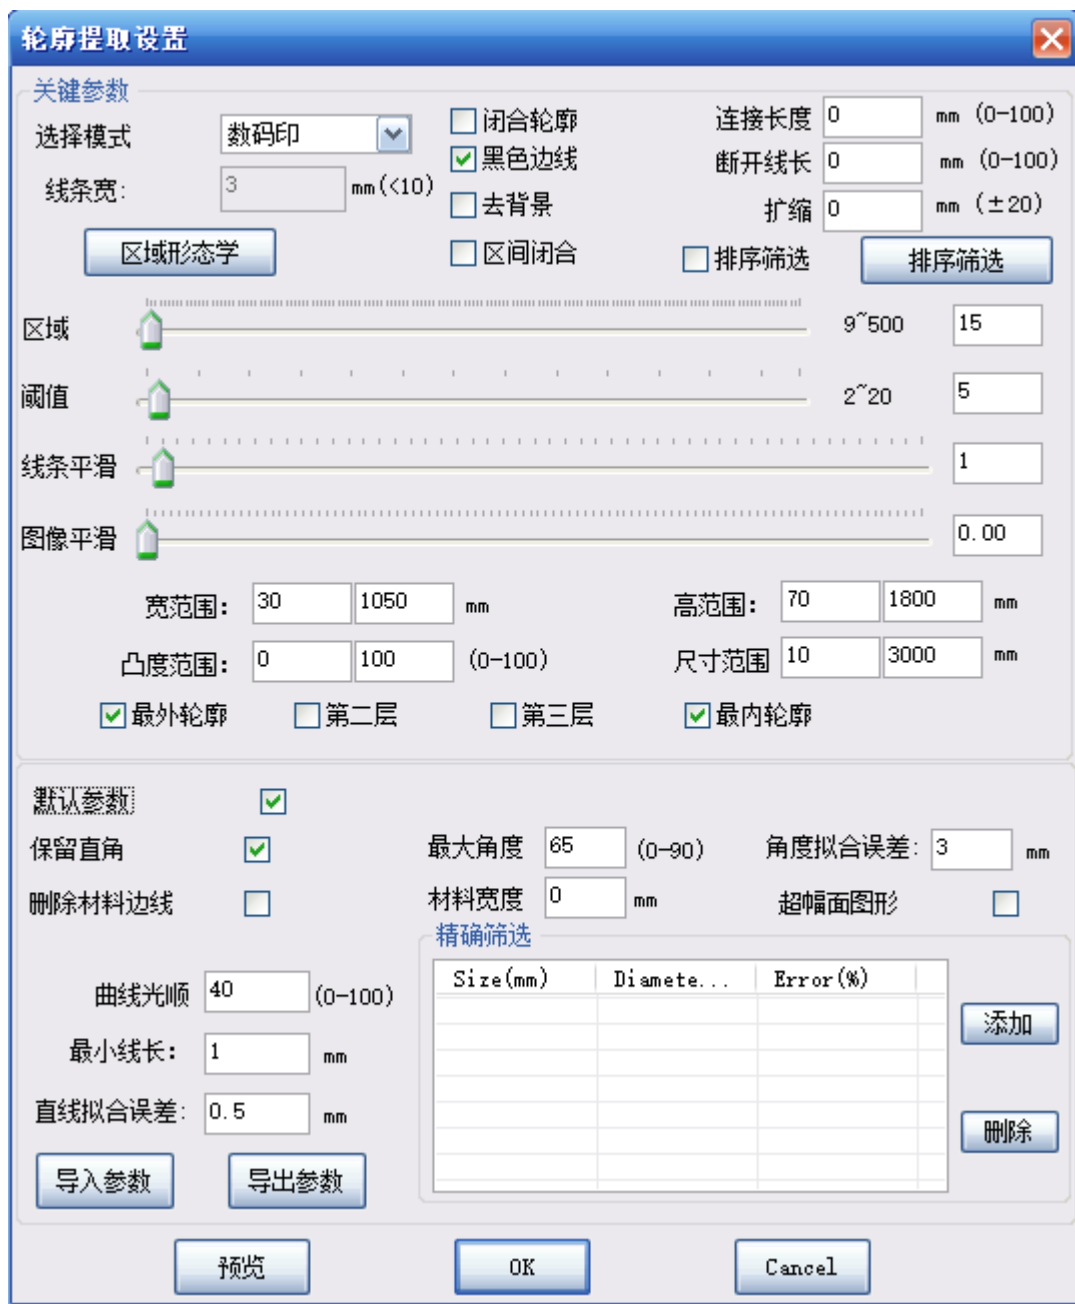 轮廓提取设置
关键参数
选择模式 数码印 闭合轮廓 连接长度 0 mm (0-100)
黑色边线 断开线长 0 mm (0-100)
线条宽: 3 mm(<10) 去背景 扩缩 0 mm (±20)
区域形态学 区间闭合 排序筛选 排序筛选
区域 9~500 15
阈值 2~20 5
线条平滑 1
图像平滑 0.00
宽范围: 30 1050 mm 高范围: 70 1800 mm
凸度范围: 0 100 (0-100) 尺寸范围 10 3000 mm
最外轮廓 第二层 第三层 最内轮廓
默认参数
保留直角 最大角度 65 (0-90) 角度拟合误差: 3 mm
删除材料边线 材料宽度 0 mm 超幅面图形
精确筛选
Size(mm) Diamete... Error(%)
曲线光顺 40 (0-100) 添加
最小线长: 1 mm
直线拟合误差: 0.5 mm 删除
导入参数 导出参数
预览 OK Cancel